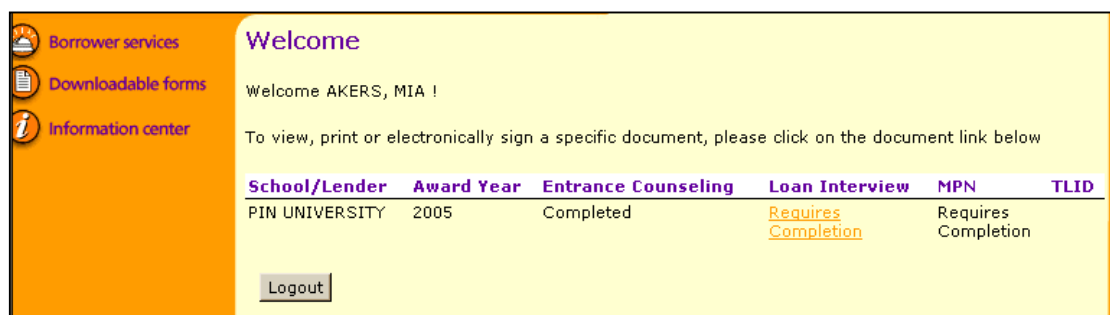 Borrower services
Downloadable forms
Information center
Welcome
Welcome AKERS, MIA !
To view, print or electronically sign a specific document, please click on the document link below
School/Lender Award Year Entrance Counseling Loan Interview MPN TLID
PIN UNIVERSITY 2005 Completed Requires Requires
Completion Completion
Logout